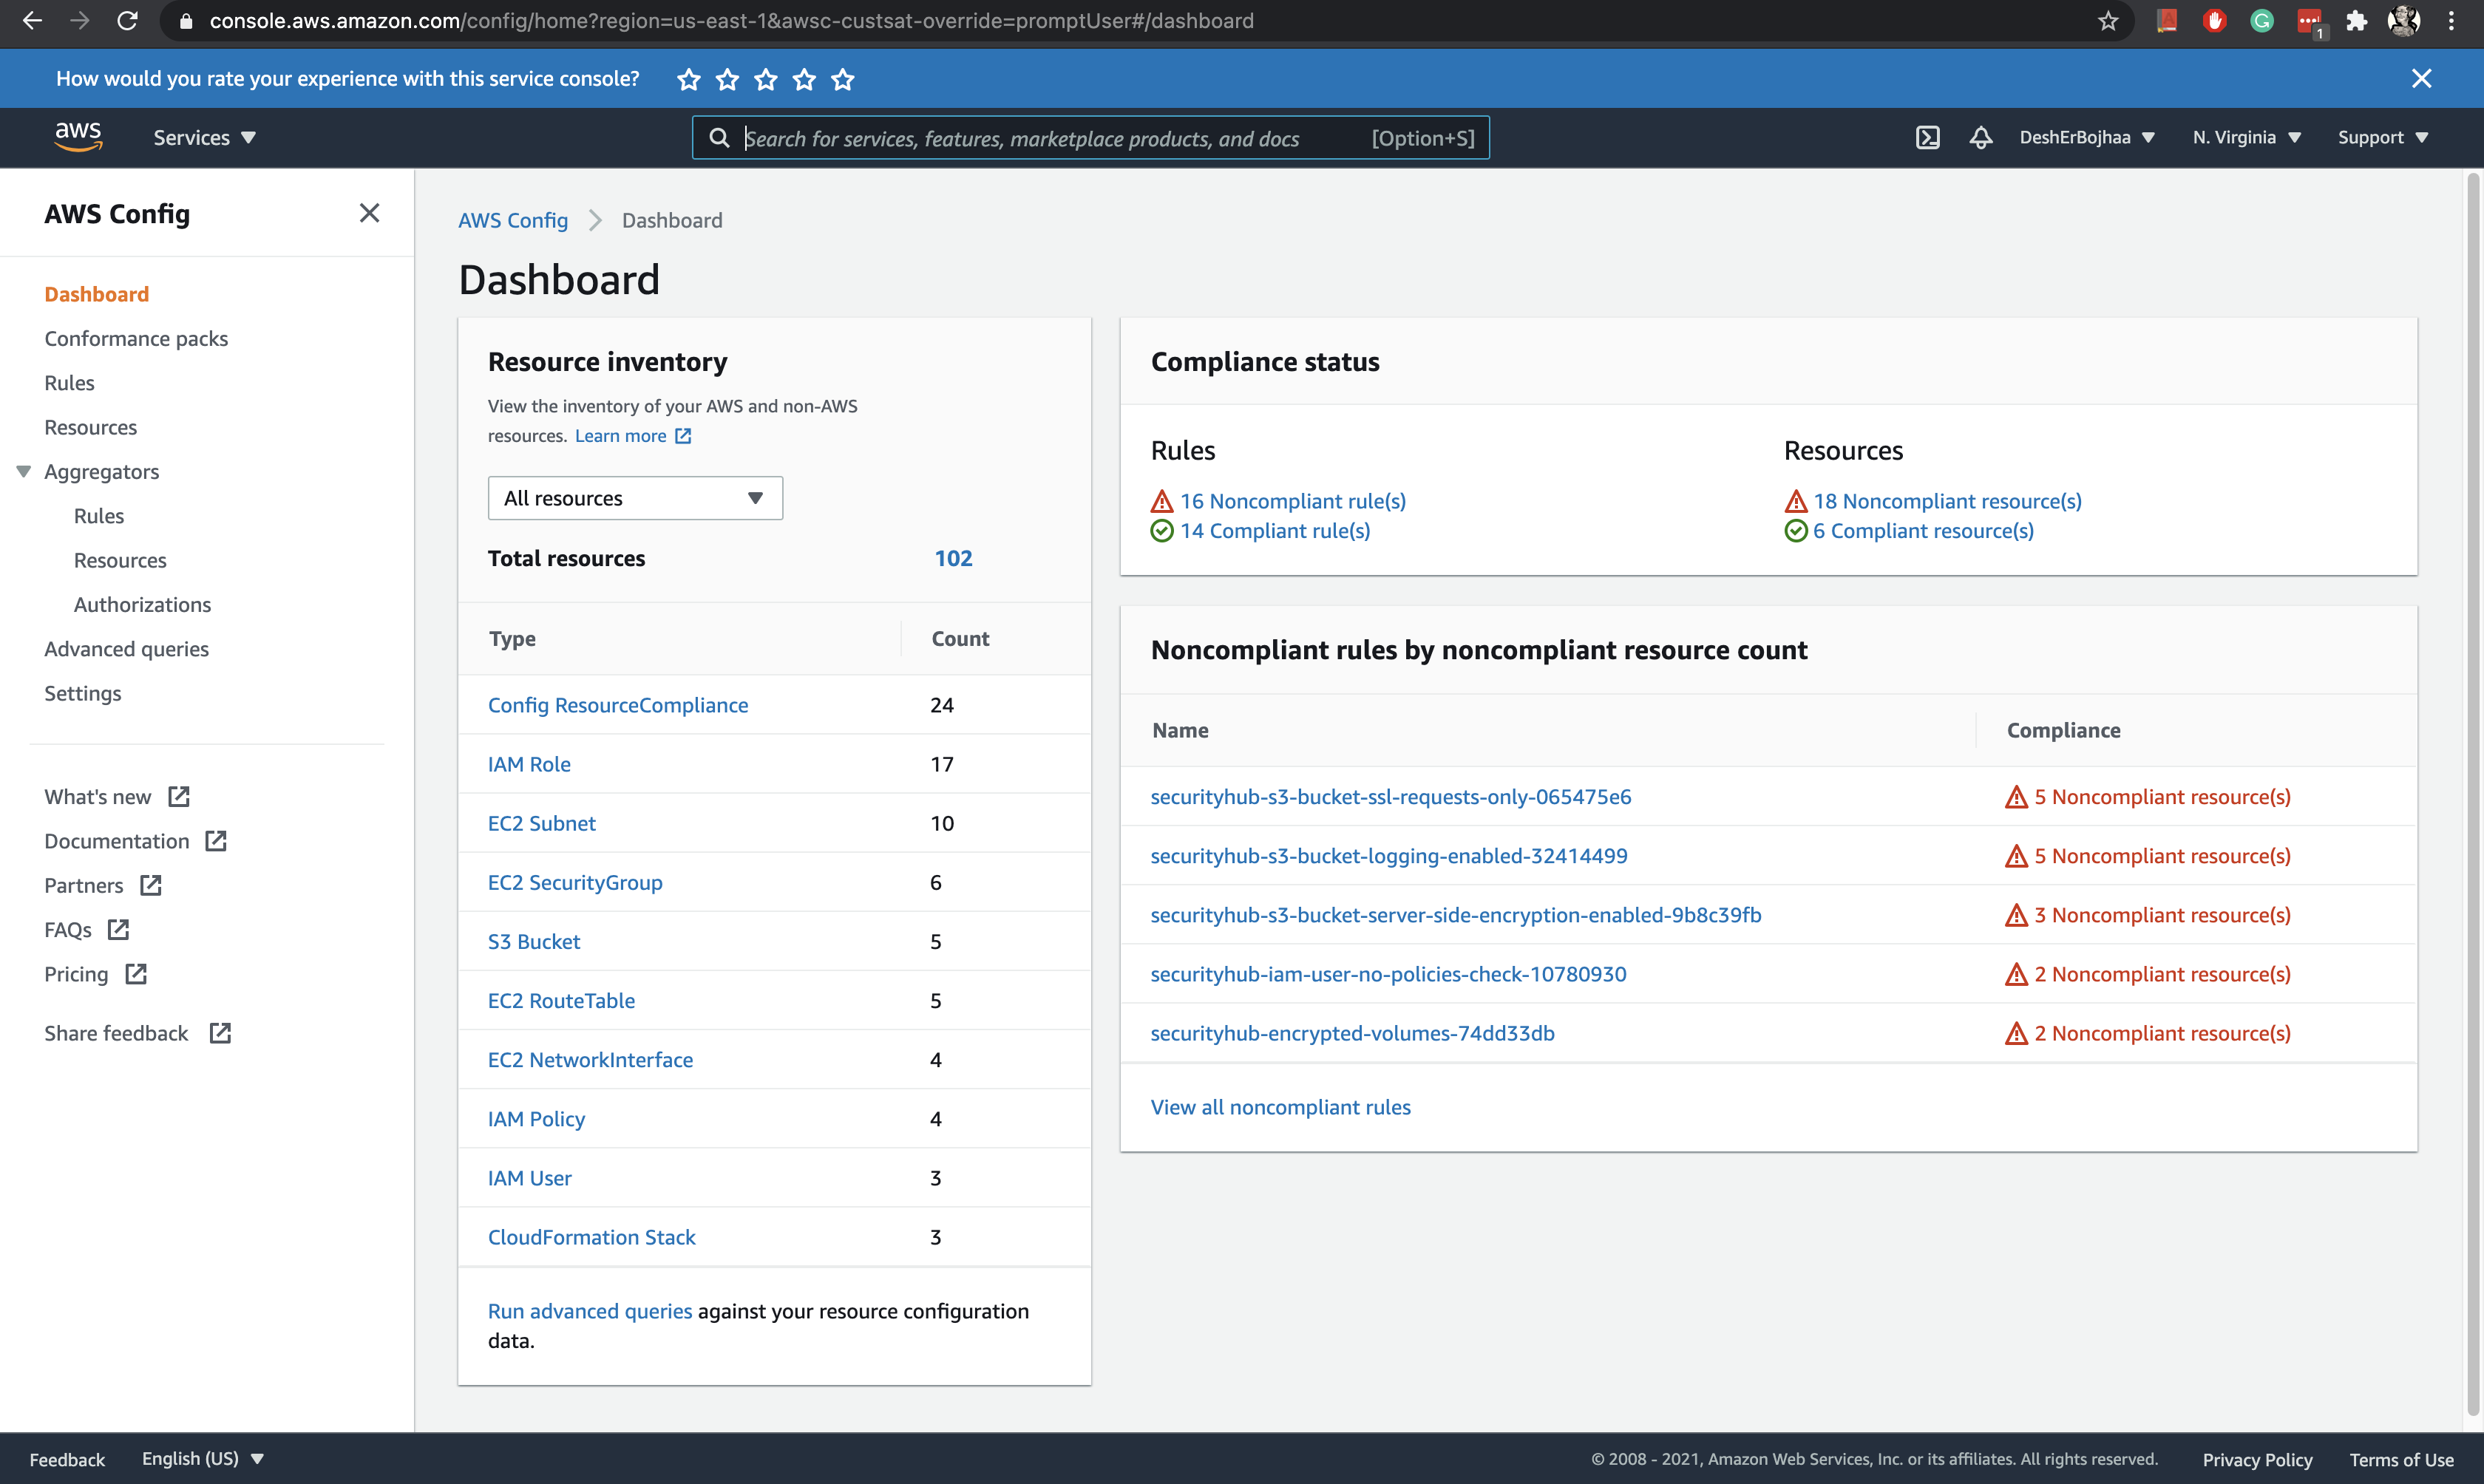 console.aws.amazon.com/config/home?region=us-east-1&awsc-custsat-override=promptUser#/dashboard
1
How would you rate your experience with this service console?
aws
Services
Search for services, features, marketplace products, and docs [Option+S]
DeshErBojhaa
N. Virginia
Support
AWS Config
Dashboard
Conformance packs
Rules
Resources
Aggregators
Rules
Resources
Authorizations
Advanced queries
Settings
What's new
Documentation
Partners
FAQs
Pricing
Share feedback
AWS Config > Dashboard
Dashboard
Resource inventory
View the inventory of your AWS and non-AWS
resources. Learn more
All resources
Total resources 102
Type Count
Config ResourceCompliance 24
IAM Role 17
EC2 Subnet 10
EC2 SecurityGroup 6
S3 Bucket 5
EC2 RouteTable 5
EC2 NetworkInterface 4
IAM Policy 4
IAM User 3
CloudFormation Stack 3
Run advanced queries against your resource configuration
data.
Compliance status
Rules
16 Noncompliant rule(s)
14 Compliant rule(s)
Resources
18 Noncompliant resource(s)
6 Compliant resource(s)
Noncompliant rules by noncompliant resource count
Name Compliance
securityhub-s3-bucket-ssl-requests-only-065475e6 5 Noncompliant resource(s)
securityhub-s3-bucket-logging-enabled-32414499 5 Noncompliant resource(s)
securityhub-s3-bucket-server-side-encryption-enabled-9b8c39fb 3 Noncompliant resource(s)
securityhub-iam-user-no-policies-check-10780930 2 Noncompliant resource(s)
securityhub-encrypted-volumes-74dd33db 2 Noncompliant resource(s)
View all noncompliant rules
Feedback
English (US)
© 2008 - 2021, Amazon Web Services, Inc. or its affiliates. All rights reserved.
Privacy Policy
Terms of Use